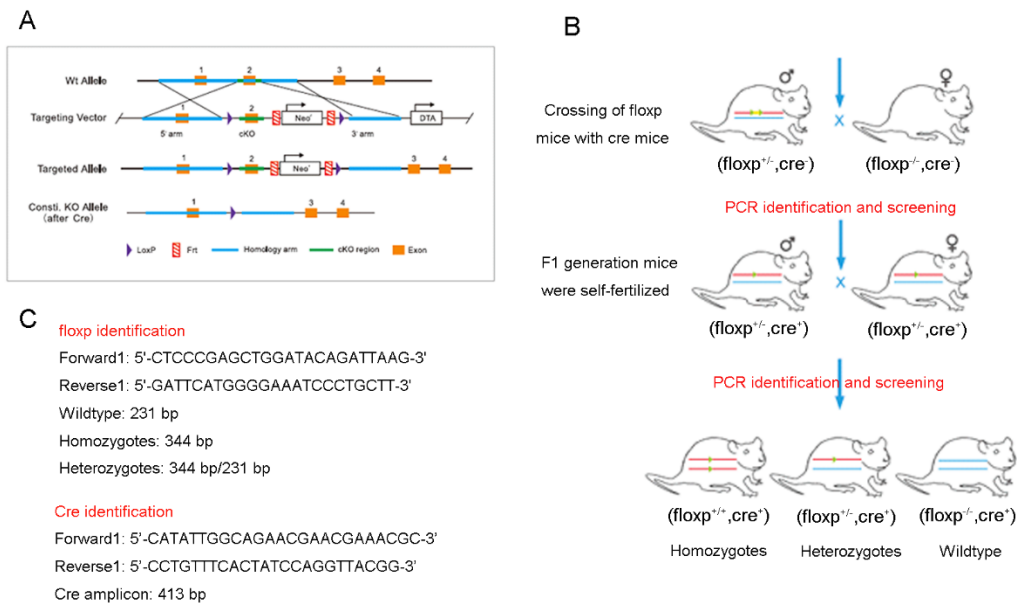 A
Wt Allele
1 2 3 4
Targeting Vector
1 2 Neoʳ DTA
5' arm cKO 3' arm
Targeted Allele
1 2 Neoʳ 3 4
Consti. KO Allele
(after Cre)
1 3 4
LoxP Frt Homology arm cKO region Exon
B
Crossing of floxp
mice with cre mice
♂ ♀
X
(floxp⁺/⁻,cre⁻) (floxp⁻/⁻,cre⁻)
PCR identification and screening
F1 generation mice
were self-fertilized
♂ ♀
X
(floxp⁺/⁻,cre⁺) (floxp⁺/⁻,cre⁺)
PCR identification and screening
(floxp⁺/⁺,cre⁺) (floxp⁺/⁻,cre⁺) (floxp⁻/⁻,cre⁺)
Homozygotes Heterozygotes Wildtype
C
floxp identification
Forward1: 5'-CTCCCGAGCTGGATACAGATTAAG-3'
Reverse1: 5'-GATTCATGGGGAAATCCCTGCTT-3'
Wildtype: 231 bp
Homozygotes: 344 bp
Heterozygotes: 344 bp/231 bp
Cre identification
Forward1: 5'-CATATTGGCAGAACGAACGAAACGC-3'
Reverse1: 5'-CCTGTTTCACTATCCAGGTTACGG-3'
Cre amplicon: 413 bp